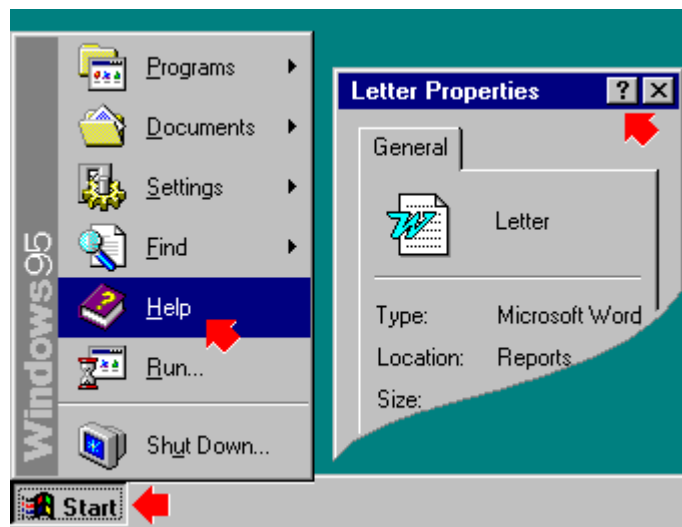 Programs
Documents
Settings
Find
Help
Run...
Shut Down...
Windows95
Start
Letter Properties
?
General
W
Letter
Type: Microsoft Word
Location: Reports
Size: